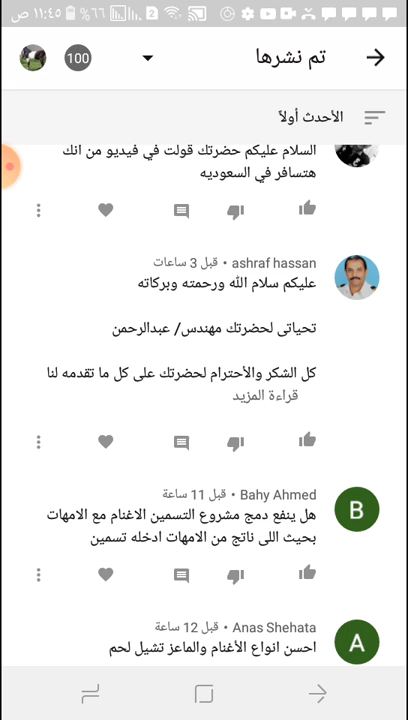 ١١:٤٥ ص
%٦٦
2
تم نشرها
100
الأحدث أولاً
السلام عليكم حضرتك قولت في فيديو من انك
هتسافر في السعوديه
ashraf hassan • قبل 3 ساعات
عليكم سلام الله ورحمته وبركاته
تحياتى لحضرتك مهندس/ عبدالرحمن
كل الشكر والأحترام لحضرتك على كل ما تقدمه لنا
قراءة المزيد
B
Bahy Ahmed • قبل 11 ساعة
هل ينفع دمج مشروع التسمين الاغنام مع الامهات
بحيث اللى ناتج من الامهات ادخله تسمين
A
Anas Shehata • قبل 12 ساعة
احسن انواع الأغنام والماعز تشيل لحم